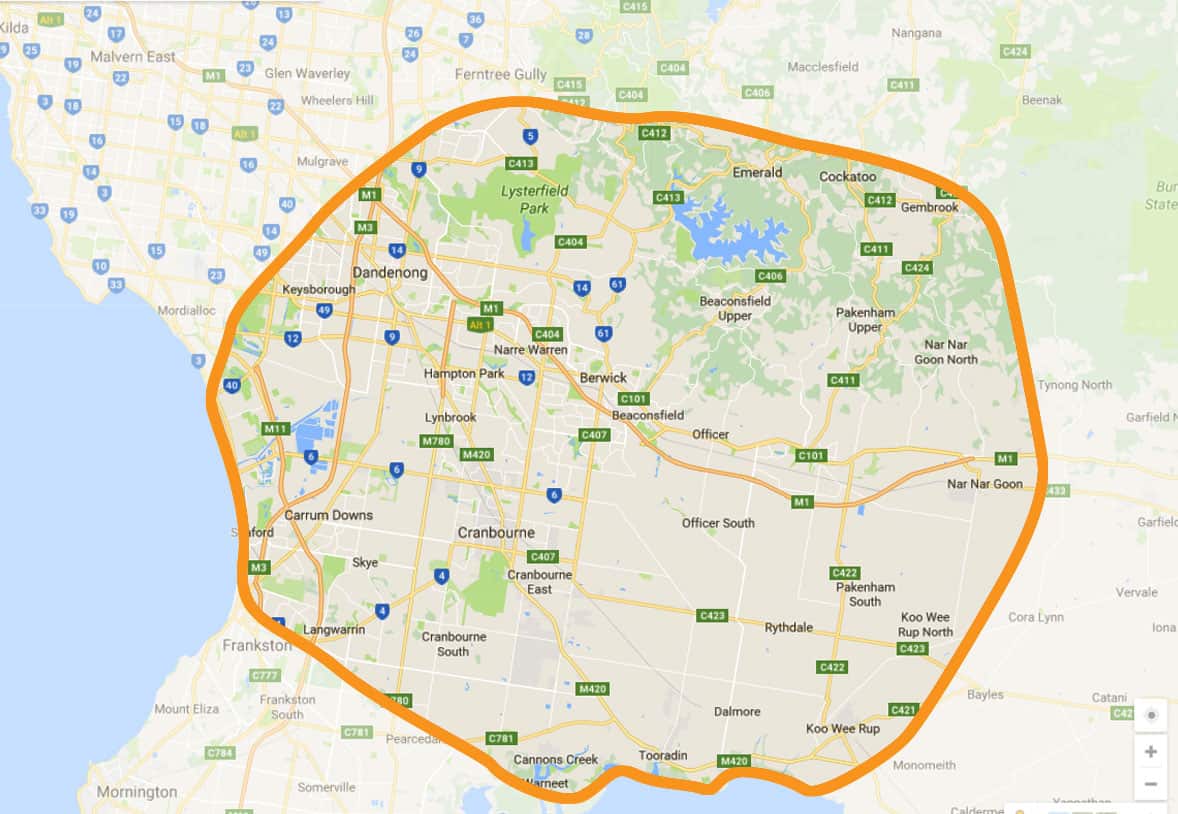 C415
Kilda
Alt 1
24
13
17
26
36
28
Nangana
25
19
Malvern East
24
7
C424
22
M1
23
Glen Waverley
24
Ferntree Gully
C404
Macclesfield
C415
C404
C406
C411
Beenak
3
18
22
Wheelers Hill
C412
15
18
Alt 1
5
C412
16
16
Mulgrave
9
C413
14
3
M1
Lysterfield
Park
C413
Emerald
Cockatoo
C412
Gembrook
33
19
40
M3
14
14
15
49
C404
C411
C424
10
33
23
Dandenong
14
61
C406
Keysborough
Mordialloc
49
M1
Beaconsfield
Upper
Pakenham
Upper
12
9
Alt 1
C404
61
3
Narre Warren
Nar Nar
Goon North
40
Hampton Park
12
Berwick
C411
Tynong North
C101
Lynbrook
Beaconsfield
M11
M780
C407
Officer
M420
6
6
C101
M1
Nar Nar Goon
6
M1
Carrum Downs
Officer South
Cranbourne
M3
Skye
C407
4
Cranbourne
East
C422
Pakenham
South
Vervale
4
C423
Rythdale
Koo Wee
Rup North
Cora Lynn
Iona
Langwarrin
Frankston
Cranbourne
South
C423
C777
C422
Frankston
South
M420
Bayles
Catani
Mount Eliza
Dalmore
C421
C781
C781
Koo Wee Rup
C784
Cannons Creek
Tooradin
M420
Monomeith
Mornington
Somerville
Warneet
+
−